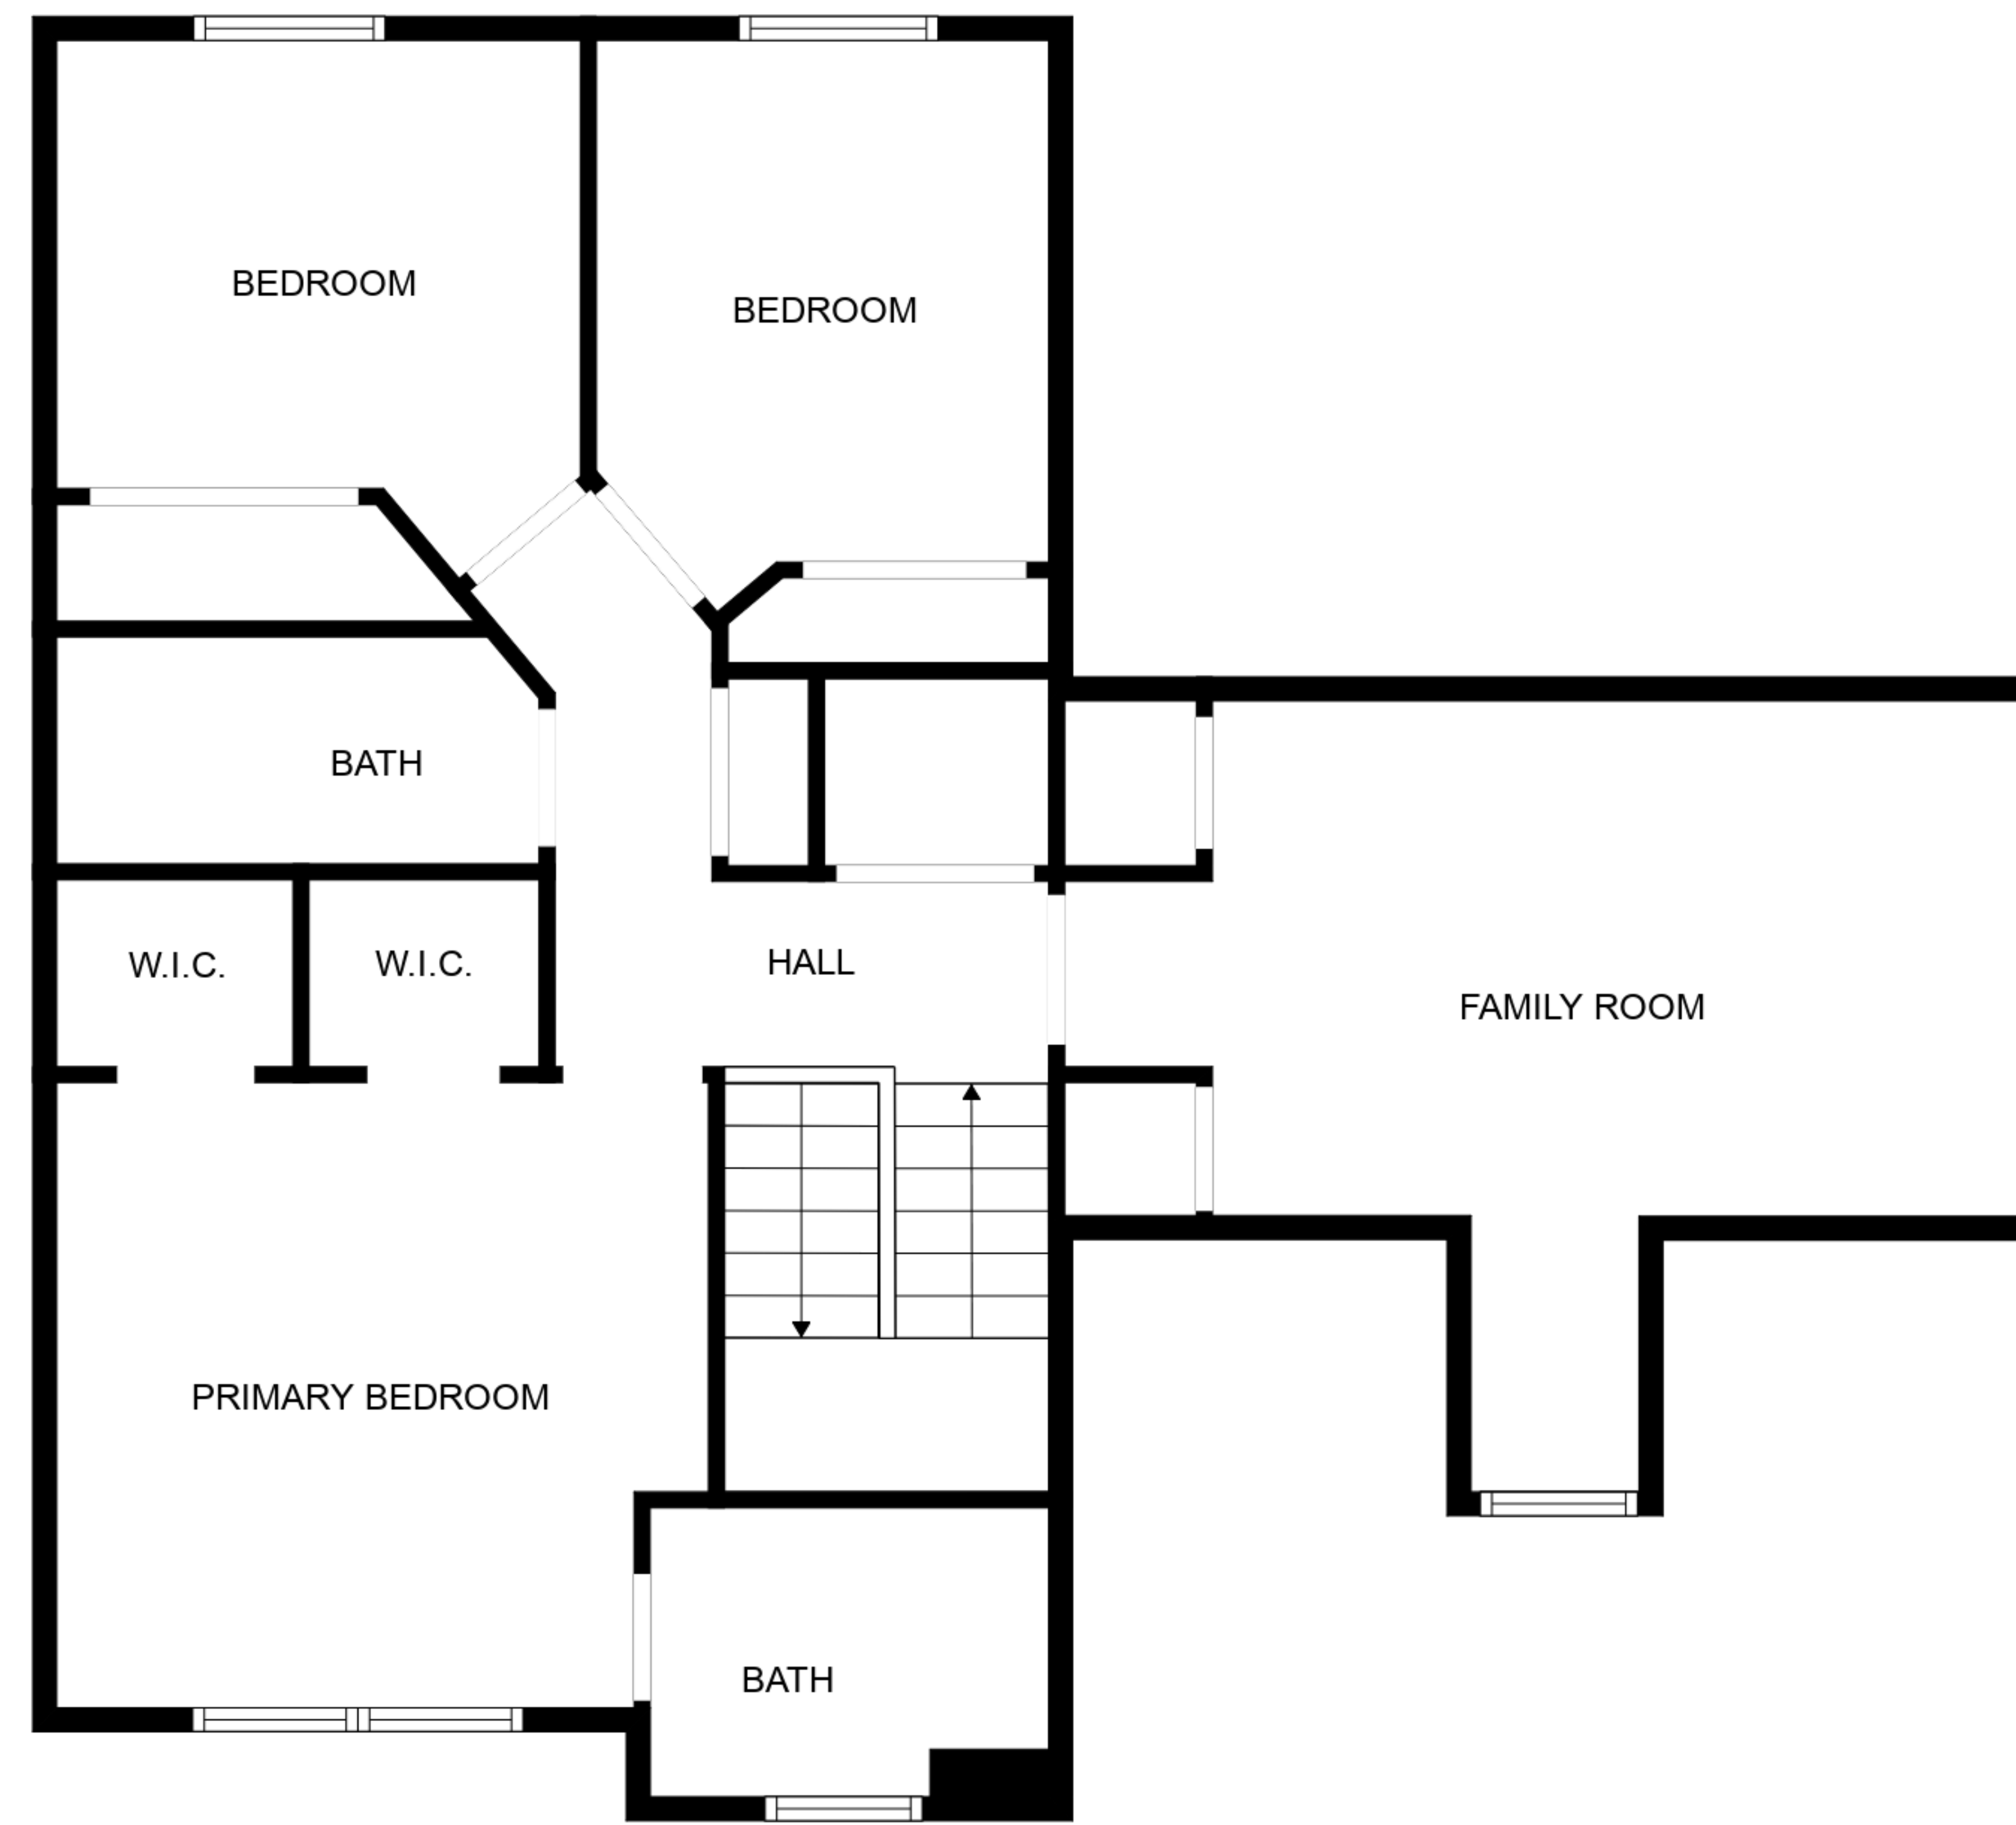 BEDROOM
BEDROOM
BATH
W.I.C.
W.I.C.
HALL
FAMILY ROOM
PRIMARY BEDROOM
BATH